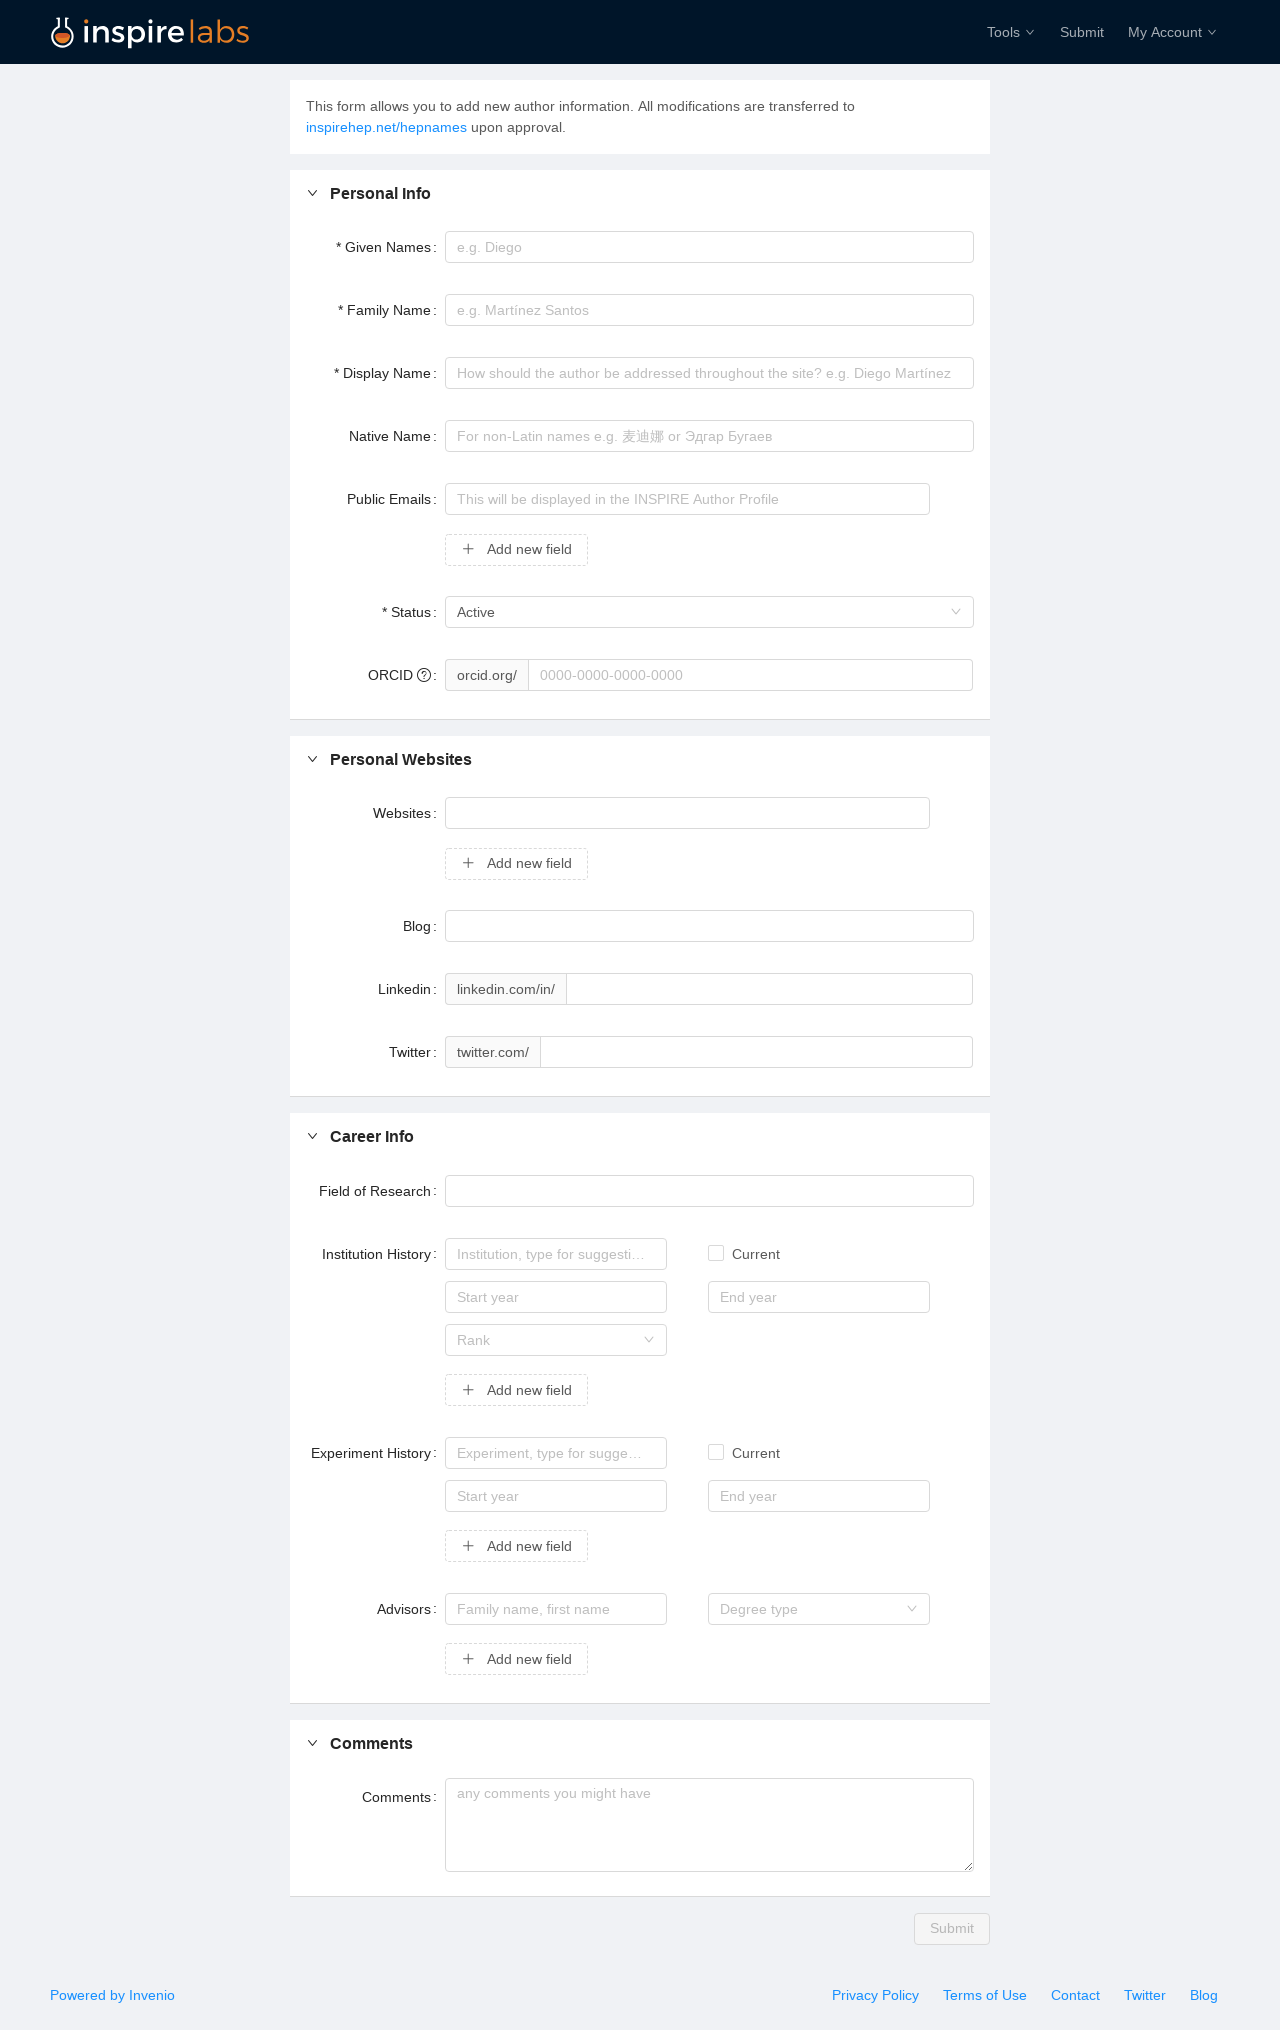 inspire labs
Tools Submit My Account
This form allows you to add new author information. All modifications are transferred to
inspirehep.net/hepnames upon approval.
Personal Info
* Given Names : e.g. Diego
* Family Name : e.g. Martínez Santos
* Display Name : How should the author be addressed throughout the site? e.g. Diego Martínez
Native Name : For non-Latin names e.g. 麦迪娜 or Эдгар Бугаев
Public Emails : This will be displayed in the INSPIRE Author Profile
Add new field
* Status : Active
ORCID ? : orcid.org/ 0000-0000-0000-0000
Personal Websites
Websites :
Add new field
Blog :
Linkedin : linkedin.com/in/
Twitter : twitter.com/
Career Info
Field of Research :
Institution History : Institution, type for suggesti… Current
Start year End year
Rank
Add new field
Experiment History : Experiment, type for sugge… Current
Start year End year
Add new field
Advisors : Family name, first name Degree type
Add new field
Comments
Comments : any comments you might have
Submit
Powered by Invenio Privacy Policy Terms of Use Contact Twitter Blog